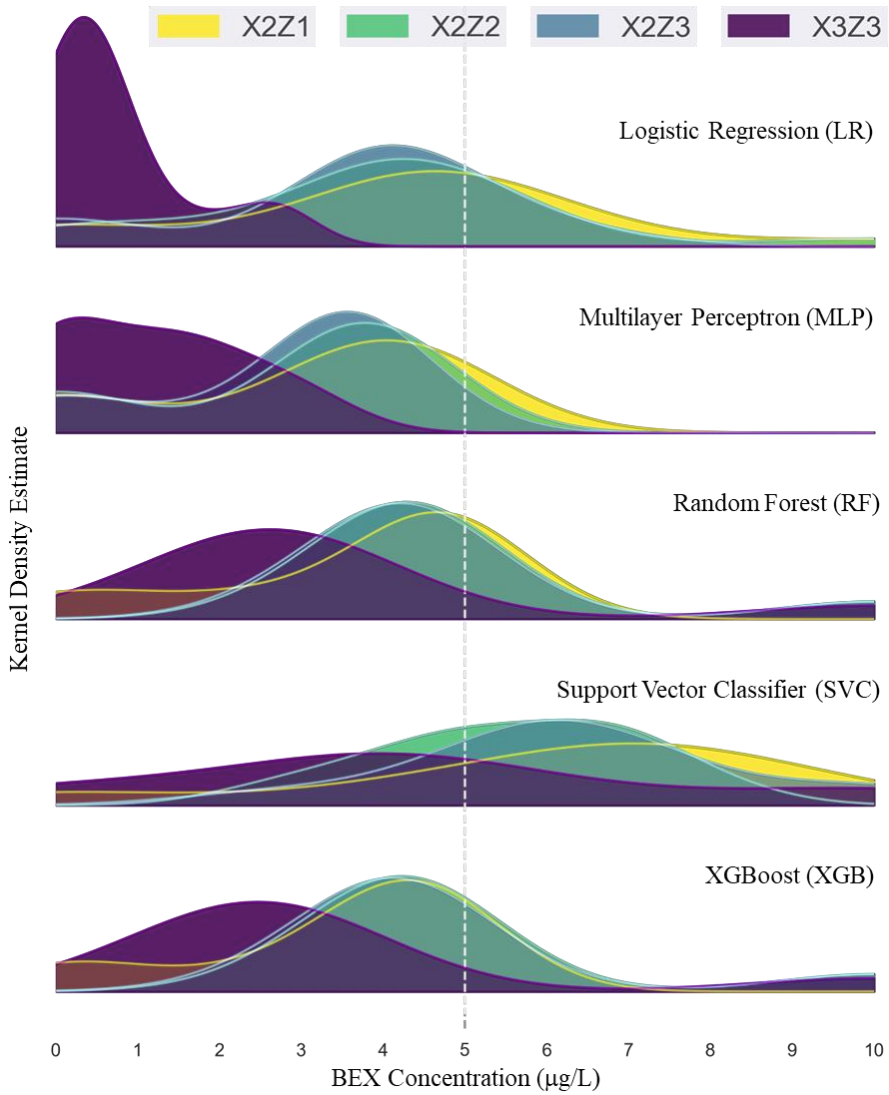 X2Z1 X2Z2 X2Z3 X3Z3
Logistic Regression (LR)
Multilayer Perceptron (MLP)
Random Forest (RF)
Support Vector Classifier (SVC)
XGBoost (XGB)
Kernel Density Estimate
0 1 2 3 4 5 6 7 8 9 10
BEX Concentration (µg/L)